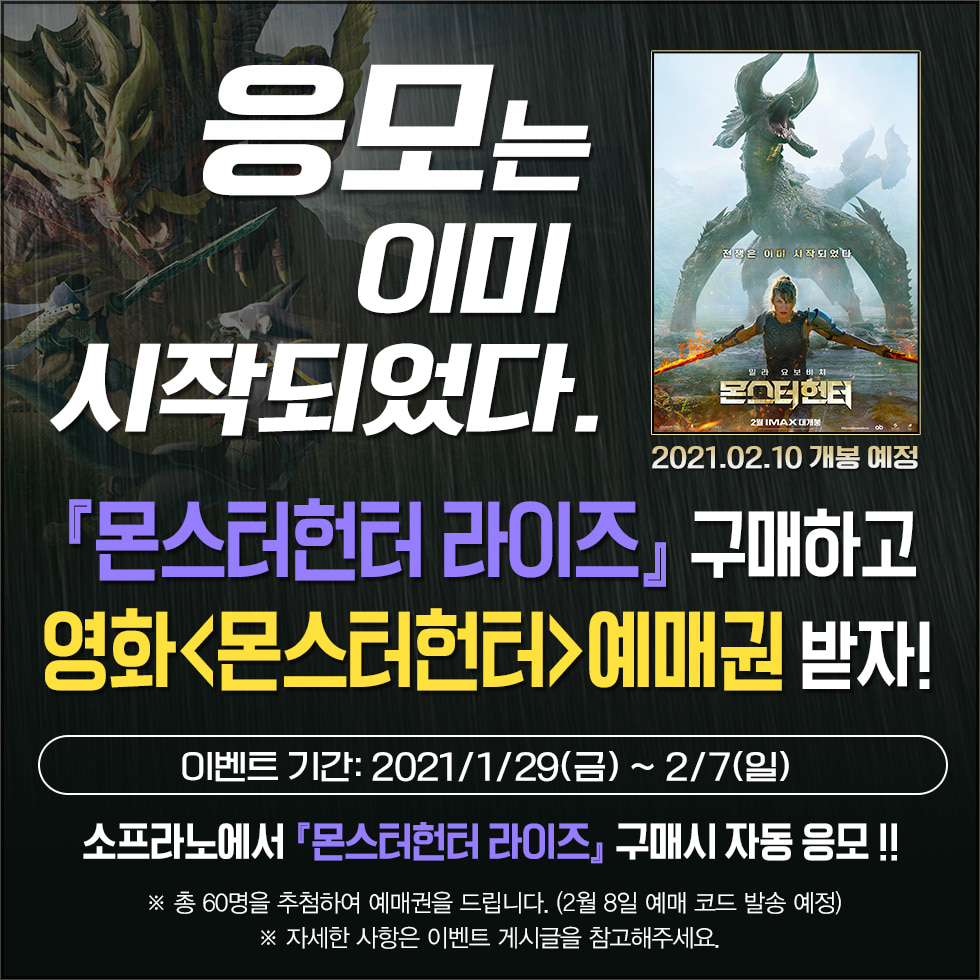 응모는
이미
시작되었다.
전쟁은 이미 시작되었다
밀라 요보비치
몬스터헌터
2월 IMAX 대개봉
2021.02.10 개봉 예정
『몬스터헌터 라이즈』 구매하고
영화<몬스터헌터>예매권 받자!
이벤트 기간: 2021/1/29(금) ~ 2/7(일)
소프라노에서 『몬스터헌터 라이즈』 구매시 자동 응모 !!
※ 총 60명을 추첨하여 예매권을 드립니다. (2월 8일 예매 코드 발송 예정)
※ 자세한 사항은 이벤트 게시글을 참고해주세요.